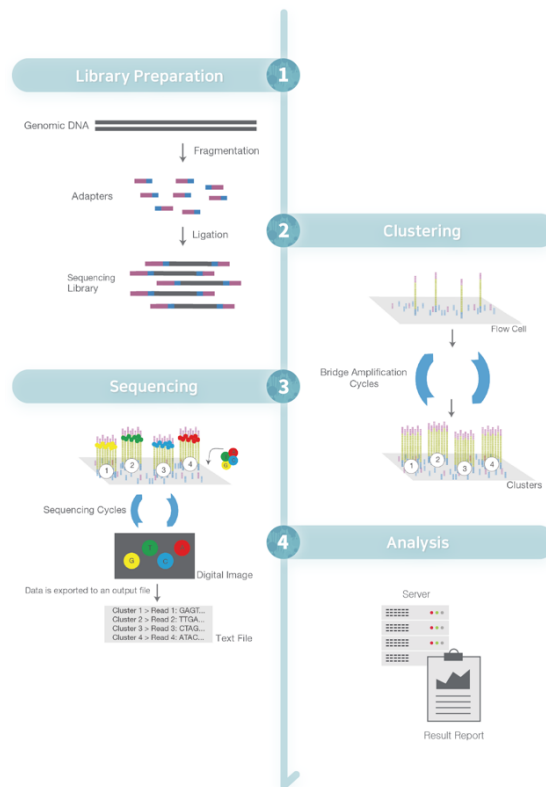 Library Preparation
1
Genomic DNA
Fragmentation
Adapters
Ligation
Sequencing
Library
2
Clustering
Flow Cell
Bridge Amplification
Cycles
1
2
3
4
Clusters
Sequencing
3
1
2
3
4
G
Sequencing Cycles
G
T
C
Digital Image
Data is exported to an output file
Cluster 1 > Read 1: GAGT...
Cluster 2 > Read 2: TTGA...
Cluster 3 > Read 3: CTAG...
Cluster 4 > Read 4: ATAC...
Text File
4
Analysis
Server
Result Report